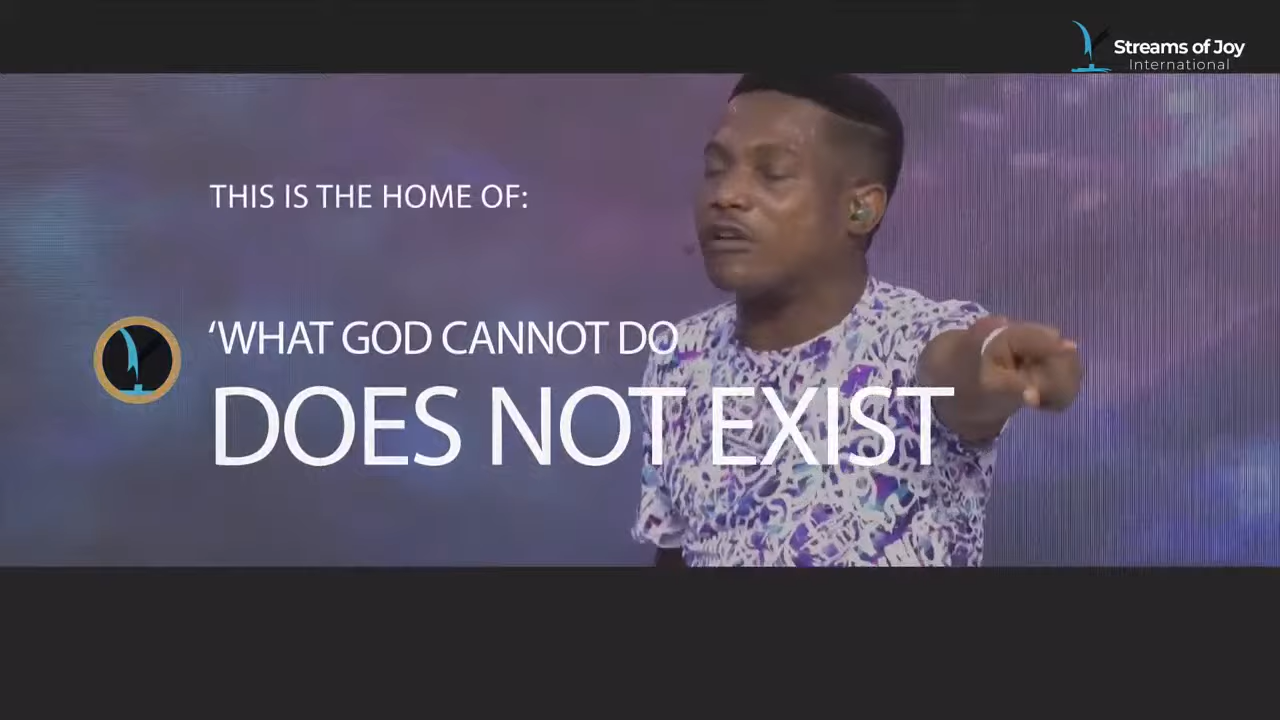 Streams of Joy
International
THIS IS THE HOME OF:
‘WHAT GOD CANNOT DO
DOES NOT EXIST